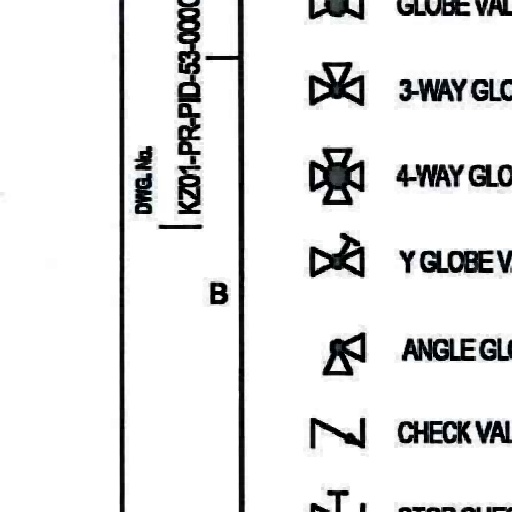 GLOBE VAL
3-WAY GLO
4-WAY GLO
Y GLOBE V
ANGLE GLO
CHECK VAL
DWG. No.
KZ01-PR-PID-53-000
B